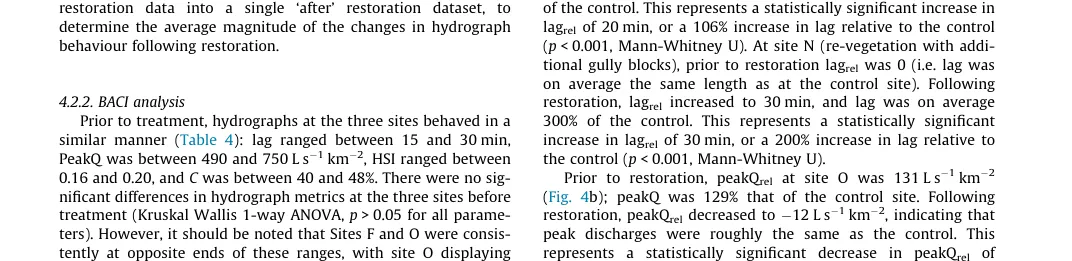 restoration data into a single ‘after’ restoration dataset, to
determine the average magnitude of the changes in hydrograph
behaviour following restoration.
4.2.2. BACI analysis
Prior to treatment, hydrographs at the three sites behaved in a
similar manner (Table 4): lag ranged between 15 and 30 min,
PeakQ was between 490 and 750 L s⁻¹ km⁻², HSI ranged between
0.16 and 0.20, and C was between 40 and 48%. There were no sig-
nificant differences in hydrograph metrics at the three sites before
treatment (Kruskal Wallis 1-way ANOVA, p > 0.05 for all parame-
ters). However, it should be noted that Sites F and O were consis-
tently at opposite ends of these ranges, with site O displaying
of the control. This represents a statistically significant increase in
lagrel of 20 min, or a 106% increase in lag relative to the control
(p < 0.001, Mann-Whitney U). At site N (re-vegetation with addi-
tional gully blocks), prior to restoration lagrel was 0 (i.e. lag was
on average the same length as at the control site). Following
restoration, lagrel increased to 30 min, and lag was on average
300% of the control. This represents a statistically significant
increase in lagrel of 30 min, or a 200% increase in lag relative to
the control (p < 0.001, Mann-Whitney U).
Prior to restoration, peakQrel at site O was 131 L s⁻¹ km⁻²
(Fig. 4b); peakQ was 129% that of the control site. Following
restoration, peakQrel decreased to −12 L s⁻¹ km⁻², indicating that
peak discharges were roughly the same as the control. This
represents a statistically significant decrease in peakQrel of